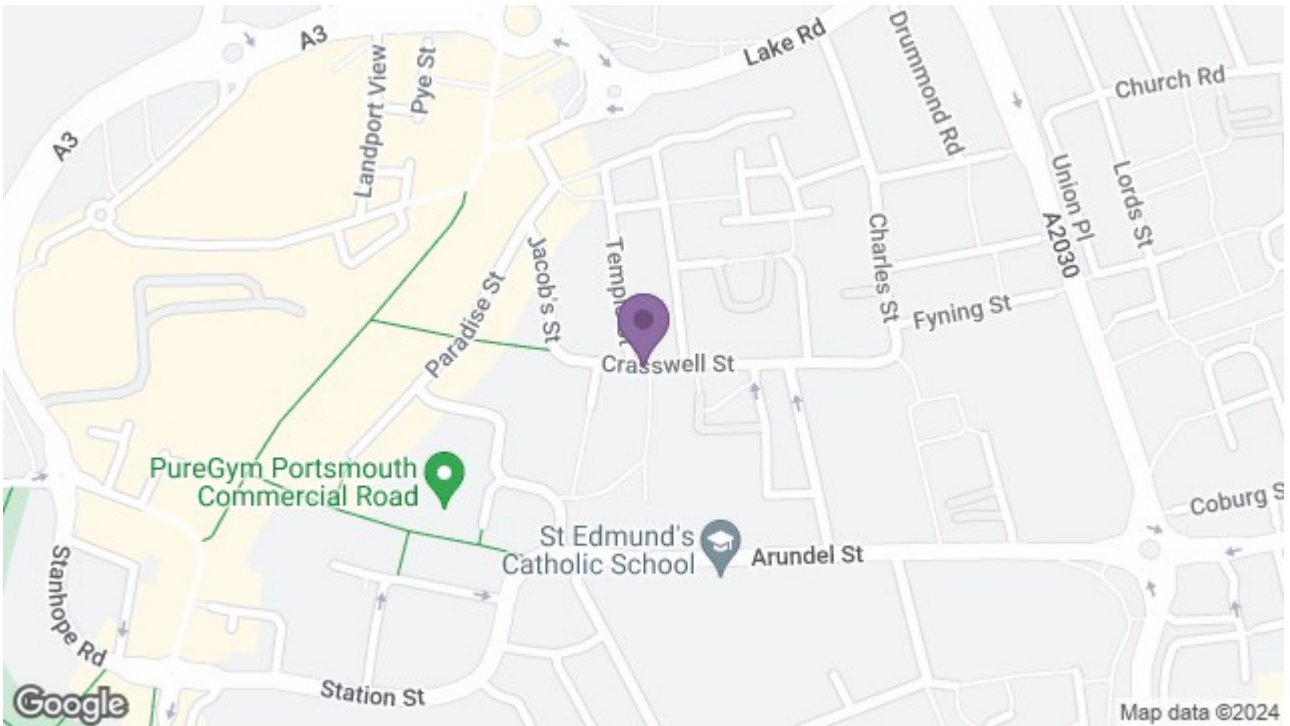 A3
Lake Rd
Drummond Rd
Church Rd
A3
Landport View
Pye St
Union Pl
Lords St
A2030
Charles St
Jacob's St
Paradise St
Fyning St
Crasswell St
PureGym Portsmouth
Commercial Road
St Edmund's
Catholic School
Arundel St
Coburg S
Stanhope Rd
Station St
Google
Map data ©2024